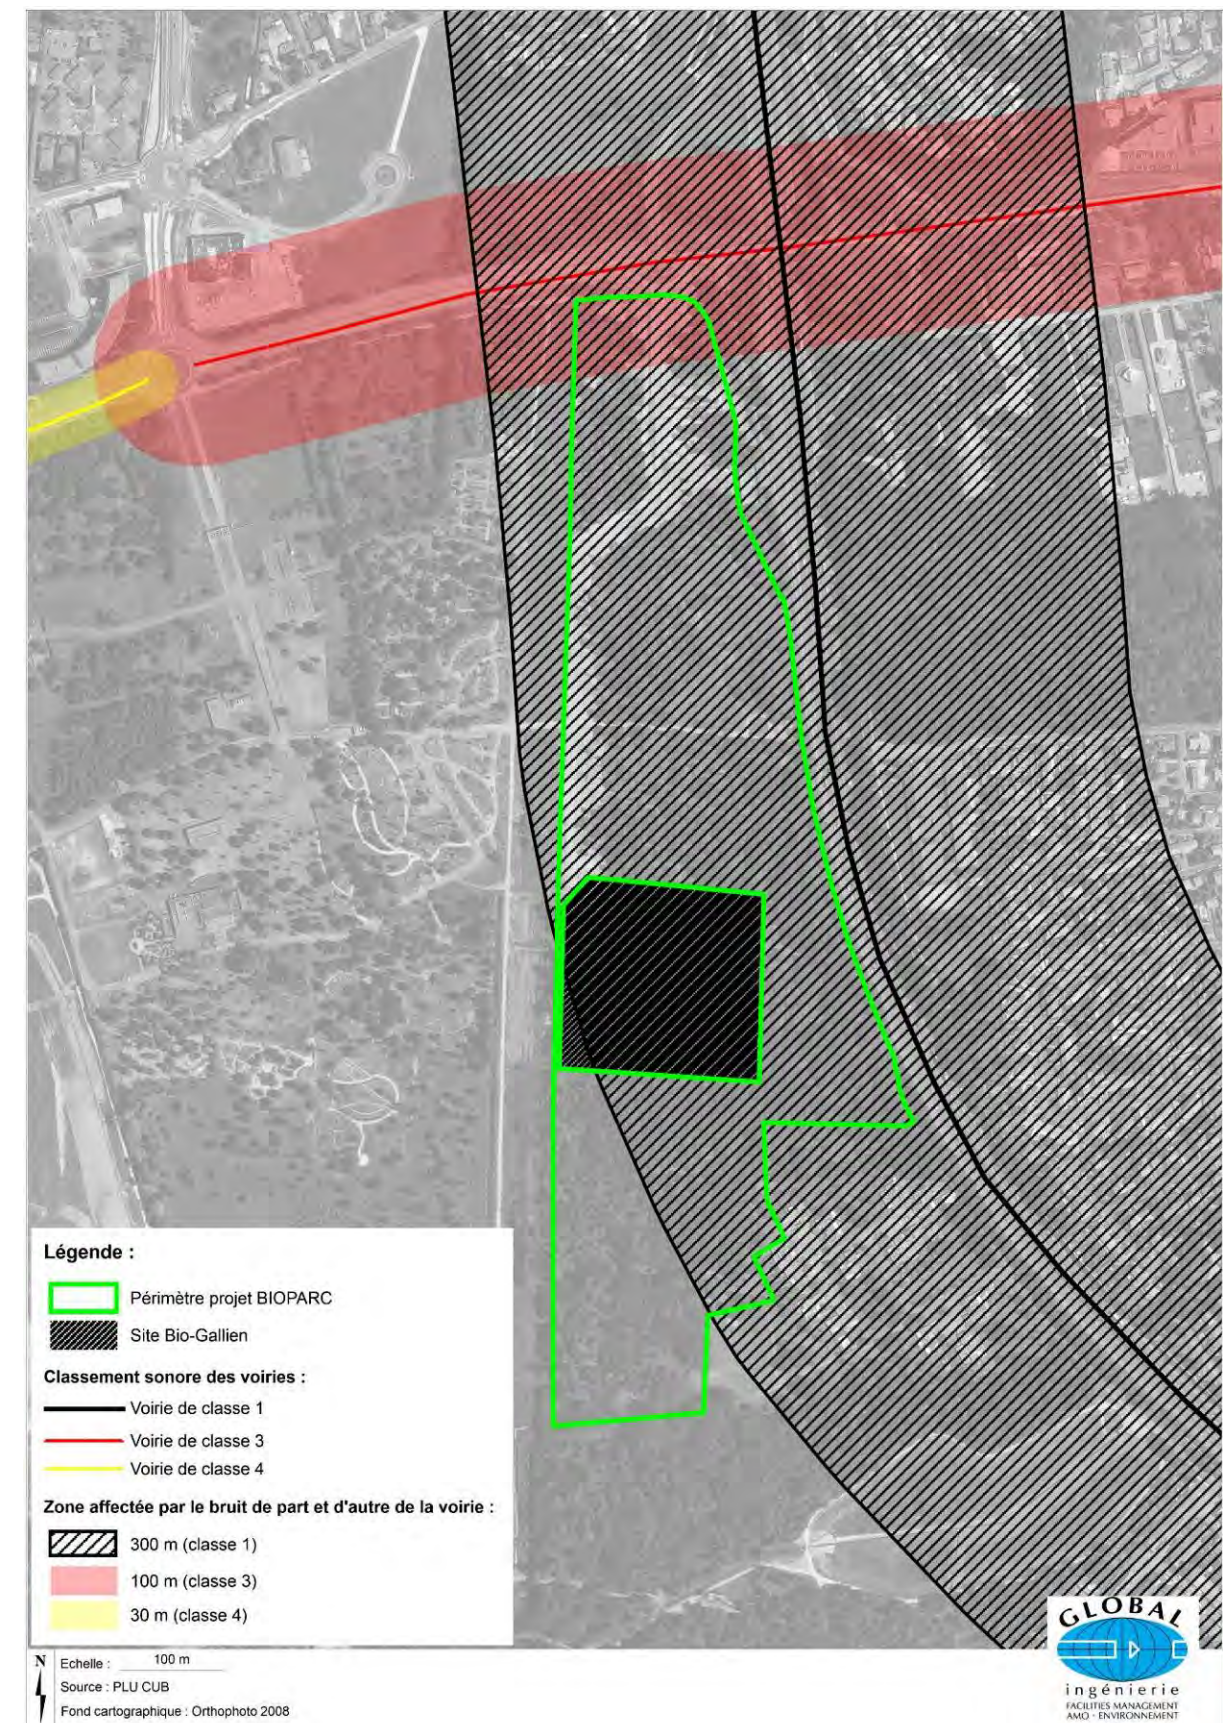 Légende :
Périmètre projet BIOPARC
Site Bio-Gallien
Classement sonore des voiries :
Voirie de classe 1
Voirie de classe 3
Voirie de classe 4
Zone affectée par le bruit de part et d'autre de la voirie :
300 m (classe 1)
100 m (classe 3)
30 m (classe 4)
N
Echelle : 100 m
Source : PLU CUB
Fond cartographique : Orthophoto 2008
GLOBAL
ingénierie
FACILITIES MANAGEMENT
AMO - ENVIRONNEMENT